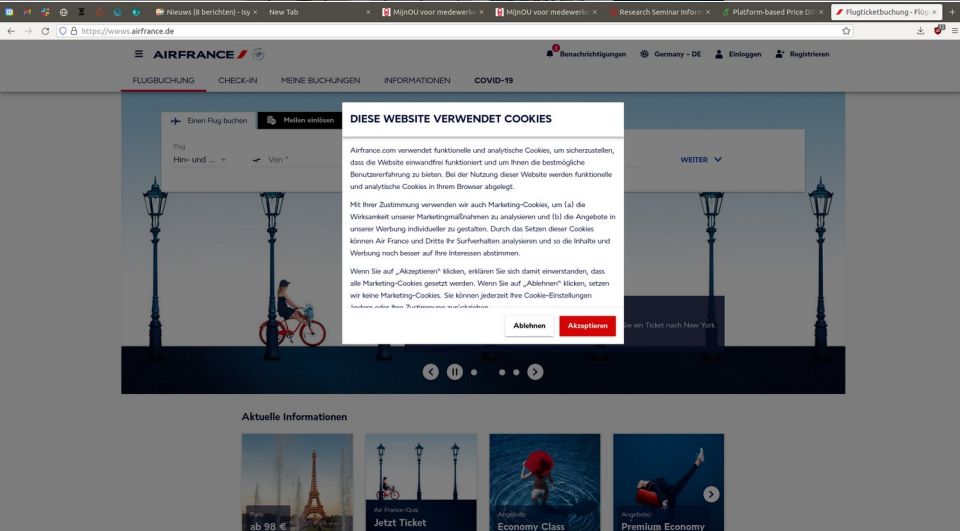 Nieuws (8 berichten) - Isy
New Tab
MijnOU voor medewerke
MijnOU voor medewerke
Research Seminar Inform
Platform-based Price Dif
Flugticketbuchung - Flüg
https://wwws.airfrance.de
12
AIRFRANCE
Benachrichtigungen
Germany - DE
Einloggen
Registrieren
FLUGBUCHUNG
CHECK-IN
MEINE BUCHUNGEN
INFORMATIONEN
COVID-19
Einen Flug buchen
Meilen einlösen
Flug
Hin- und ...
Von *
WEITER
DIESE WEBSITE VERWENDET COOKIES
Airfrance.com verwendet funktionelle und analytische Cookies, um sicherzustellen,
dass die Website einwandfrei funktioniert und um Ihnen die bestmögliche
Benutzererfahrung zu bieten. Bei der Nutzung dieser Website werden funktionelle
und analytische Cookies in Ihrem Browser abgelegt.
Mit Ihrer Zustimmung verwenden wir auch Marketing-Cookies, um (a) die
Wirksamkeit unserer Marketingmaßnahmen zu analysieren und (b) die Angebote in
unserer Werbung individueller zu gestalten. Durch das Setzen dieser Cookies
können Air France und Dritte Ihr Surfverhalten analysieren und so die Inhalte und
Werbung noch besser auf Ihre Interessen abstimmen.
Wenn Sie auf „Akzeptieren“ klicken, erklären Sie sich damit einverstanden, dass
alle Marketing-Cookies gesetzt werden. Wenn Sie auf „Ablehnen“ klicken, setzen
wir keine Marketing-Cookies. Sie können jederzeit Ihre Cookie-Einstellungen
ändern oder Ihre Zustimmung zurückziehen
Ablehnen
Akzeptieren
Sie ein Ticket nach New York.
Aktuelle Informationen
Paris
ab 98 €
Air France-Quiz
Jetzt Ticket
Angebote
Economy Class
Angebote
Premium Economy